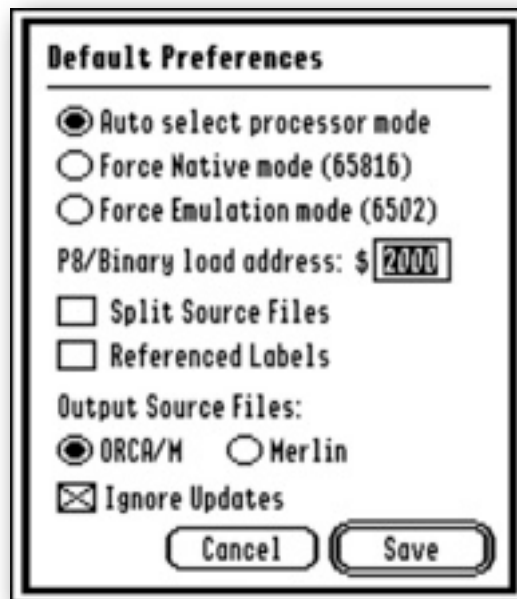 Default Preferences
Auto select processor mode
Force Native mode (65816)
Force Emulation mode (6502)
P8/Binary load address: $ 2000
Split Source Files
Referenced Labels
Output Source Files:
ORCA/M Merlin
Ignore Updates
Cancel Save